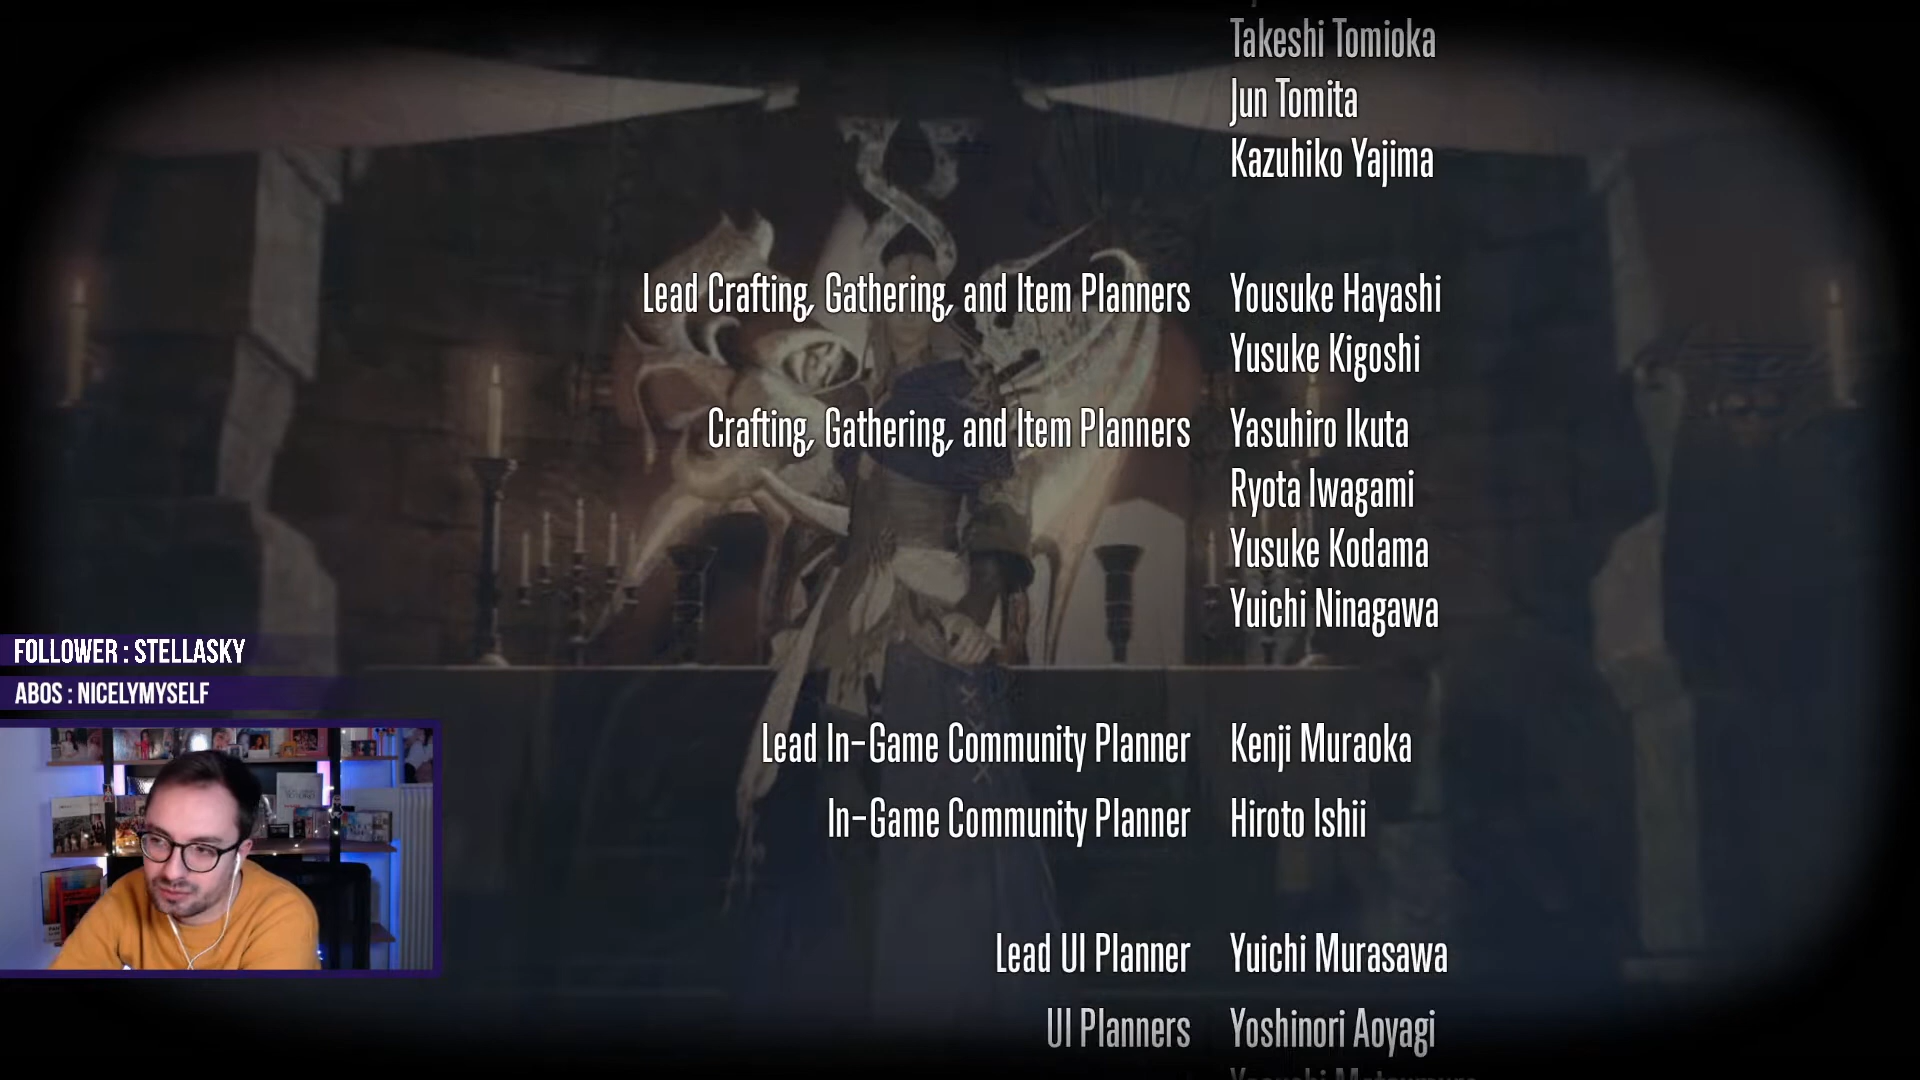 Takeshi Tomioka
Jun Tomita
Kazuhiko Yajima
Lead Crafting, Gathering, and Item Planners Yousuke Hayashi
Yusuke Kigoshi
Crafting, Gathering, and Item Planners Yasuhiro Ikuta
Ryota Iwagami
Yusuke Kodama
Yuichi Ninagawa
FOLLOWER : STELLASKY
ABOS : NICELYMYSELF
Lead In-Game Community Planner Kenji Muraoka
In-Game Community Planner Hiroto Ishii
Lead UI Planner Yuichi Murasawa
UI Planners Yoshinori Aoyagi